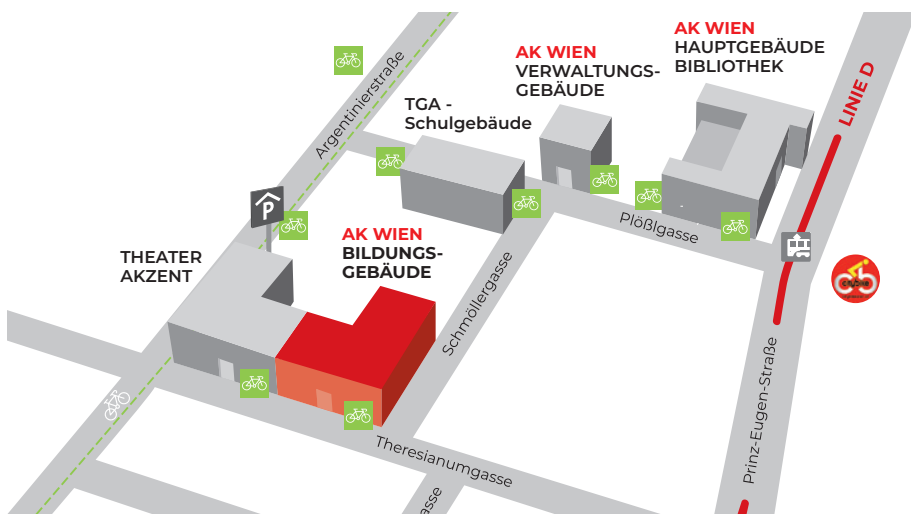 Argentinierstraße
AK WIEN
VERWALTUNGS-
GEBÄUDE
AK WIEN
HAUPTGEBÄUDE
BIBLIOTHEK
LINIE D
TGA -
Schulgebäude
P
THEATER
AKZENT
AK WIEN
BILDUNGS-
GEBÄUDE
Plößlgasse
Schmöllergasse
Prinz-Eugen-Straße
Theresianumgasse
asse